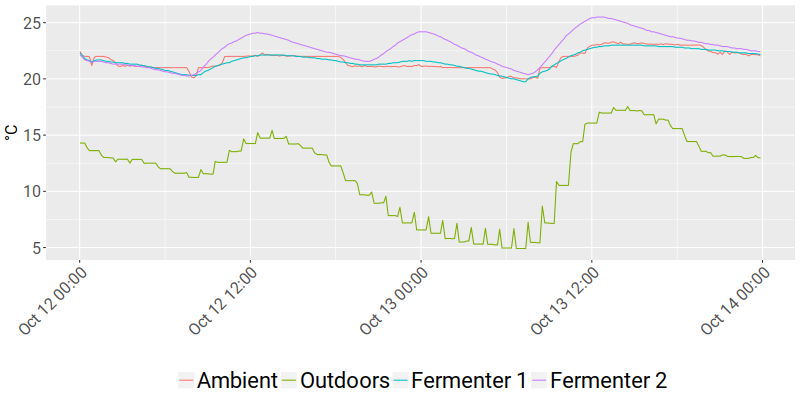 25
20
15
10
5
°C
Oct 12 00:00
Oct 12 12:00
Oct 13 00:00
Oct 13 12:00
Oct 14 00:00
Ambient Outdoors Fermenter 1 Fermenter 2